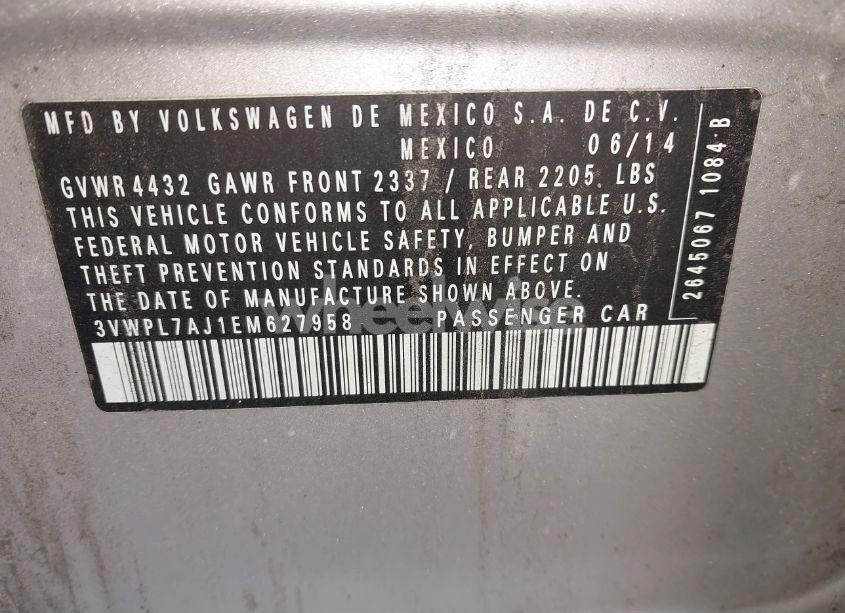 MFD BY VOLKSWAGEN DE MEXICO S.A. DE C.V.
MEXICO 06/14
GVWR 4432 GAWR FRONT 2337 / REAR 2205 LBS
THIS VEHICLE CONFORMS TO ALL APPLICABLE U.S.
FEDERAL MOTOR VEHICLE SAFETY, BUMPER AND
THEFT PREVENTION STANDARDS IN EFFECT ON
THE DATE OF MANUFACTURE SHOWN ABOVE.
3VWPL7AJ1EM627958 PASSENGER CAR
2645067 1084 B
wheelwise